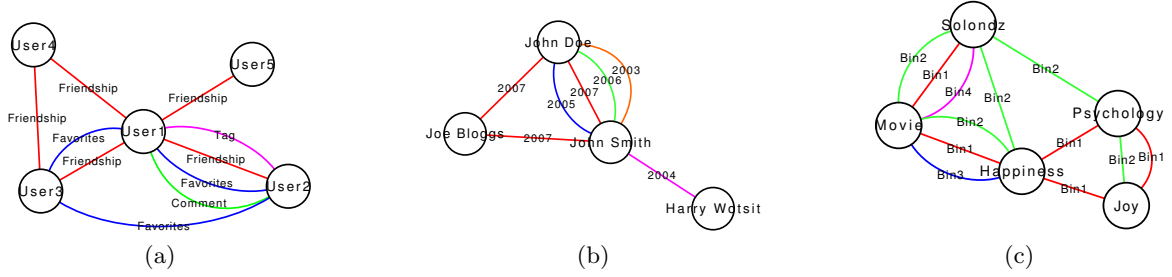 User4
User5
Friendship
Friendship
Friendship
User1
Tag
Favorites
Friendship
Friendship
User3
Favorites
User2
Comment
Favorites
(a)
John Doe
2003
2006
2007
2007
2005
Joe Bloggs
2007
John Smith
2004
Harry Wotsit
(b)
Solondz
Bin2
Bin2
Bin1
Bin4
Bin2
Psychology
Movie
Bin2
Bin1
Bin1
Bin2
Bin1
Bin3
Happiness
Bin1
Joy
(c)